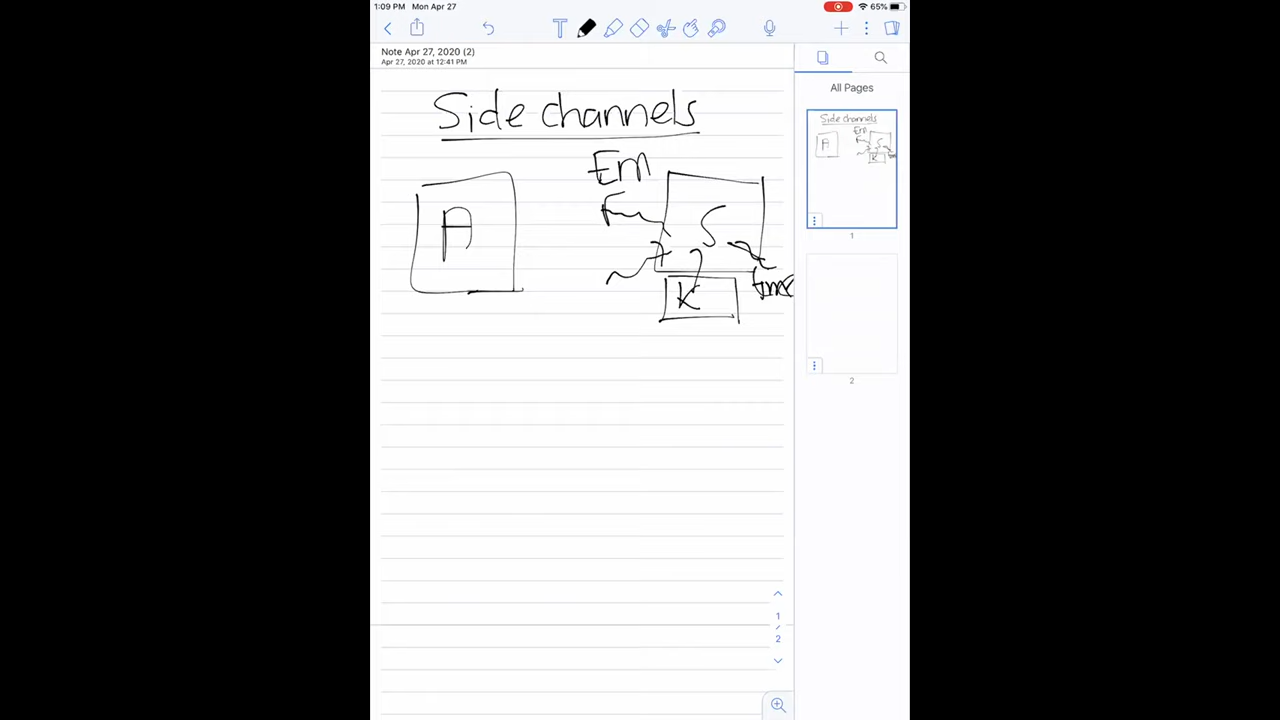 1:09 PM Mon Apr 27
65%
T
Note Apr 27, 2020 (2)
Apr 27, 2020 at 12:41 PM
All Pages
Side channels
Em
A
S
K
time
1
/
2
Side channels
Em
A
S
K
1
2